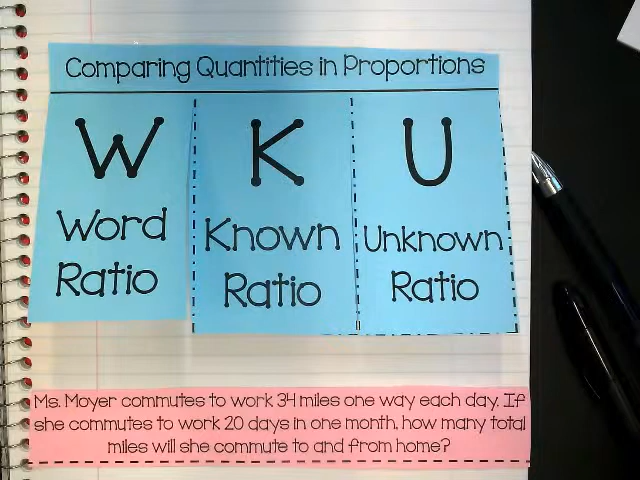 Comparing Quantities in Proportions
W
Word
Ratio
K
Known
Ratio
U
Unknown
Ratio
Ms. Moyer commutes to work 34 miles one way each day. If
she commutes to work 20 days in one month, how many total
miles will she commute to and from home?